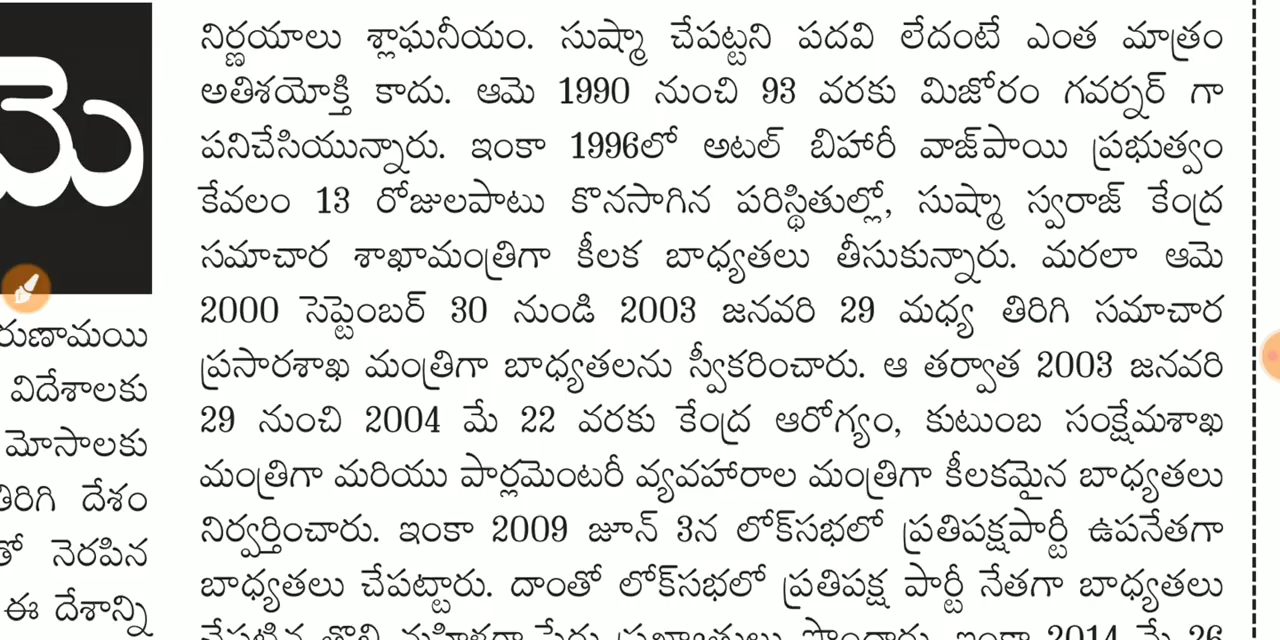 మె
రుణామయి
విదేశాలకు
మోసాలకు
తిరిగి దేశం
తో నెరపిన
ఈ దేశాన్ని
నిర్ణయాలు శ్లాఘనీయం. సుష్మా చేపట్టని పదవి లేదంటే ఎంత మాత్రం
అతిశయోక్తి కాదు. ఆమె 1990 నుంచి 93 వరకు మిజోరం గవర్నర్ గా
పనిచేసియున్నారు. ఇంకా 1996లో అటల్ బిహారీ వాజ్‌పాయి ప్రభుత్వం
కేవలం 13 రోజులపాటు కొనసాగిన పరిస్థితుల్లో, సుష్మా స్వరాజ్ కేంద్ర
సమాచార శాఖామంత్రిగా కీలక బాధ్యతలు తీసుకున్నారు. మరలా ఆమె
2000 సెప్టెంబర్ 30 నుండి 2003 జనవరి 29 మధ్య తిరిగి సమాచార
ప్రసారశాఖ మంత్రిగా బాధ్యతలను స్వీకరించారు. ఆ తర్వాత 2003 జనవరి
29 నుంచి 2004 మే 22 వరకు కేంద్ర ఆరోగ్యం, కుటుంబ సంక్షేమశాఖ
మంత్రిగా మరియు పార్లమెంటరీ వ్యవహారాల మంత్రిగా కీలకమైన బాధ్యతలు
నిర్వర్తించారు. ఇంకా 2009 జూన్ 3న లోక్‌సభలో ప్రతిపక్షపార్టీ ఉపనేతగా
బాధ్యతలు చేపట్టారు. దాంతో లోక్‌సభలో ప్రతిపక్ష పార్టీ నేతగా బాధ్యతలు